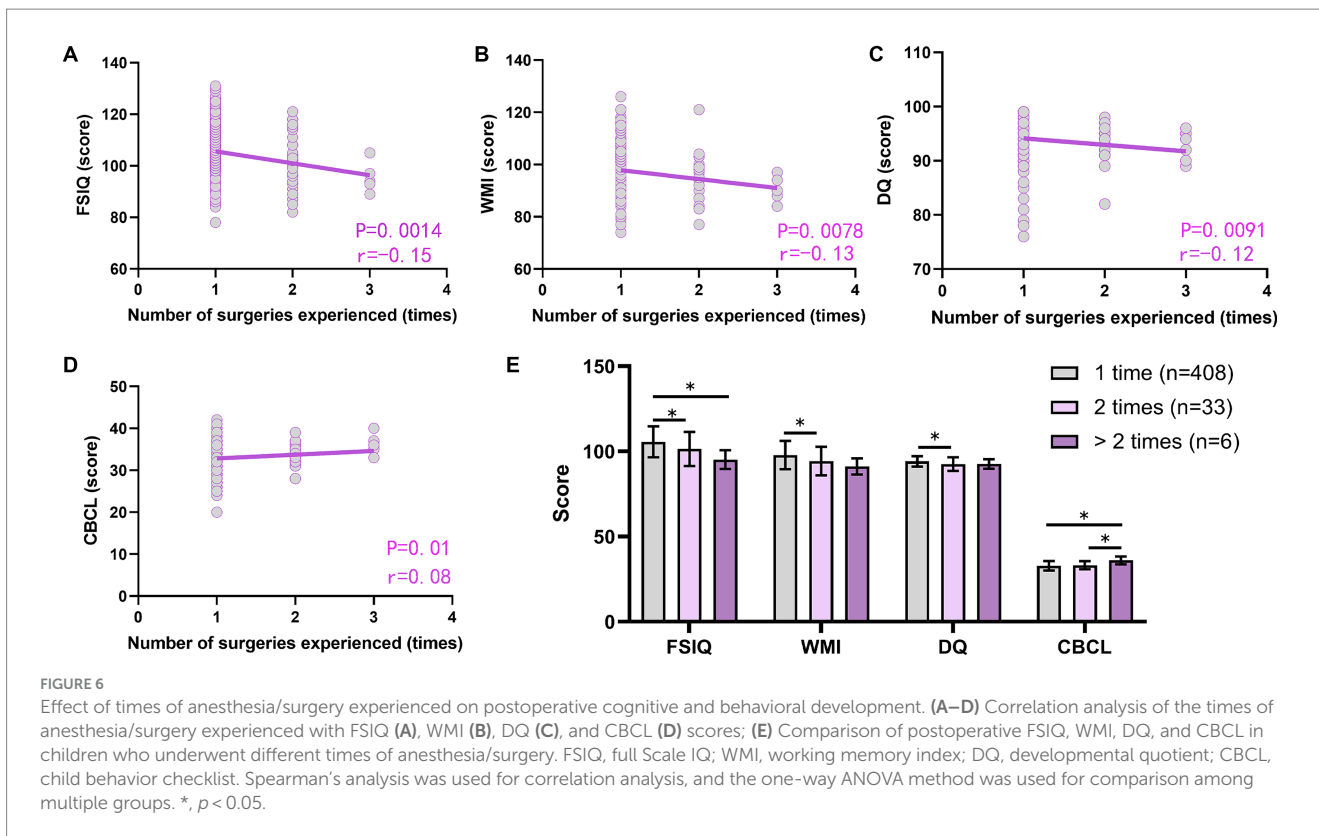 A
FSIQ (score)
140
120
100
80
60
0 1 2 3 4
P=0.0014
r=-0.15
Number of surgeries experienced (times)
B
WMI (score)
140
120
100
80
60
0 1 2 3 4
P=0.0078
r=-0.13
Number of surgeries experienced (times)
C
DQ (score)
110
100
90
80
70
0 1 2 3 4
P=0.0091
r=-0.12
Number of surgeries experienced (times)
D
CBCL (score)
50
40
30
20
10
0
0 1 2 3 4
P=0.01
r=0.08
Number of surgeries experienced (times)
E
Score
150
100
50
0
* * * * * *
FSIQ WMI DQ CBCL
1 time (n=408)
2 times (n=33)
> 2 times (n=6)
FIGURE 6
Effect of times of anesthesia/surgery experienced on postoperative cognitive and behavioral development. (A–D) Correlation analysis of the times of
anesthesia/surgery experienced with FSIQ (A), WMI (B), DQ (C), and CBCL (D) scores; (E) Comparison of postoperative FSIQ, WMI, DQ, and CBCL in
children who underwent different times of anesthesia/surgery. FSIQ, full Scale IQ; WMI, working memory index; DQ, developmental quotient; CBCL,
child behavior checklist. Spearman's analysis was used for correlation analysis, and the one-way ANOVA method was used for comparison among
multiple groups. *, p < 0.05.